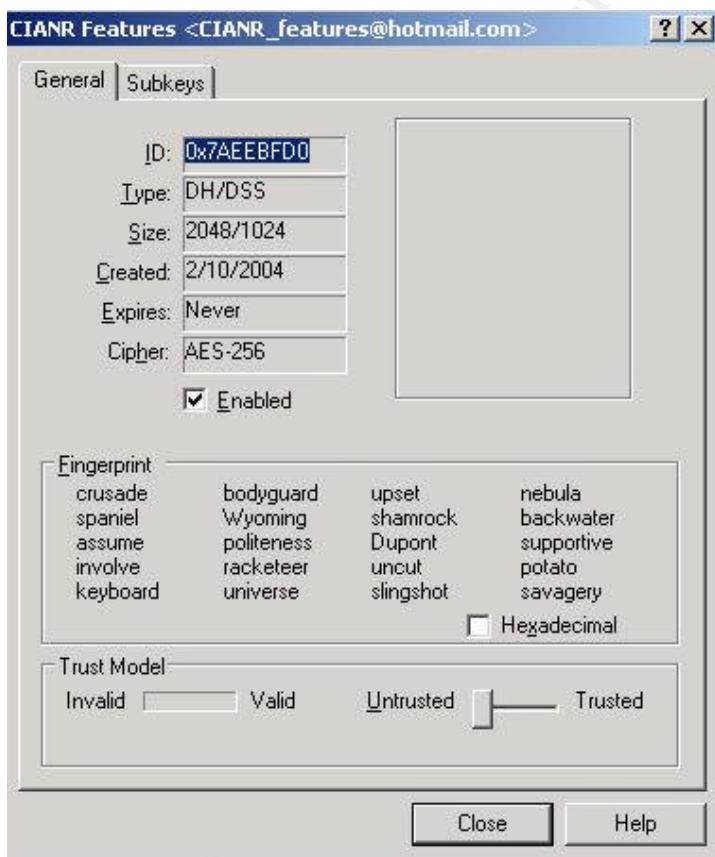 CIANR Features <CIANR_features@hotmail.com>
General Subkeys
ID: 0x7AEEBFD0
Type: DH/DSS
Size: 2048/1024
Created: 2/10/2004
Expires: Never
Cipher: AES-256
Enabled
Fingerprint
crusade bodyguard upset nebula
spaniel Wyoming shamrock backwater
assume politeness Dupont supportive
involve racketeer uncut potato
keyboard universe slingshot savagery
Hexadecimal
Trust Model
Invalid Valid Untrusted Trusted
Close Help